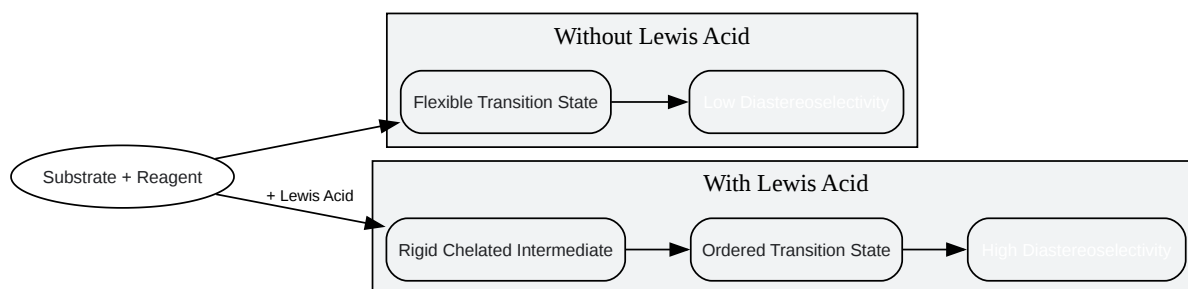 Without Lewis Acid
Flexible Transition State
Low Diastereoselectivity
Substrate + Reagent
+ Lewis Acid
With Lewis Acid
Rigid Chelated Intermediate
Ordered Transition State
High Diastereoselectivity